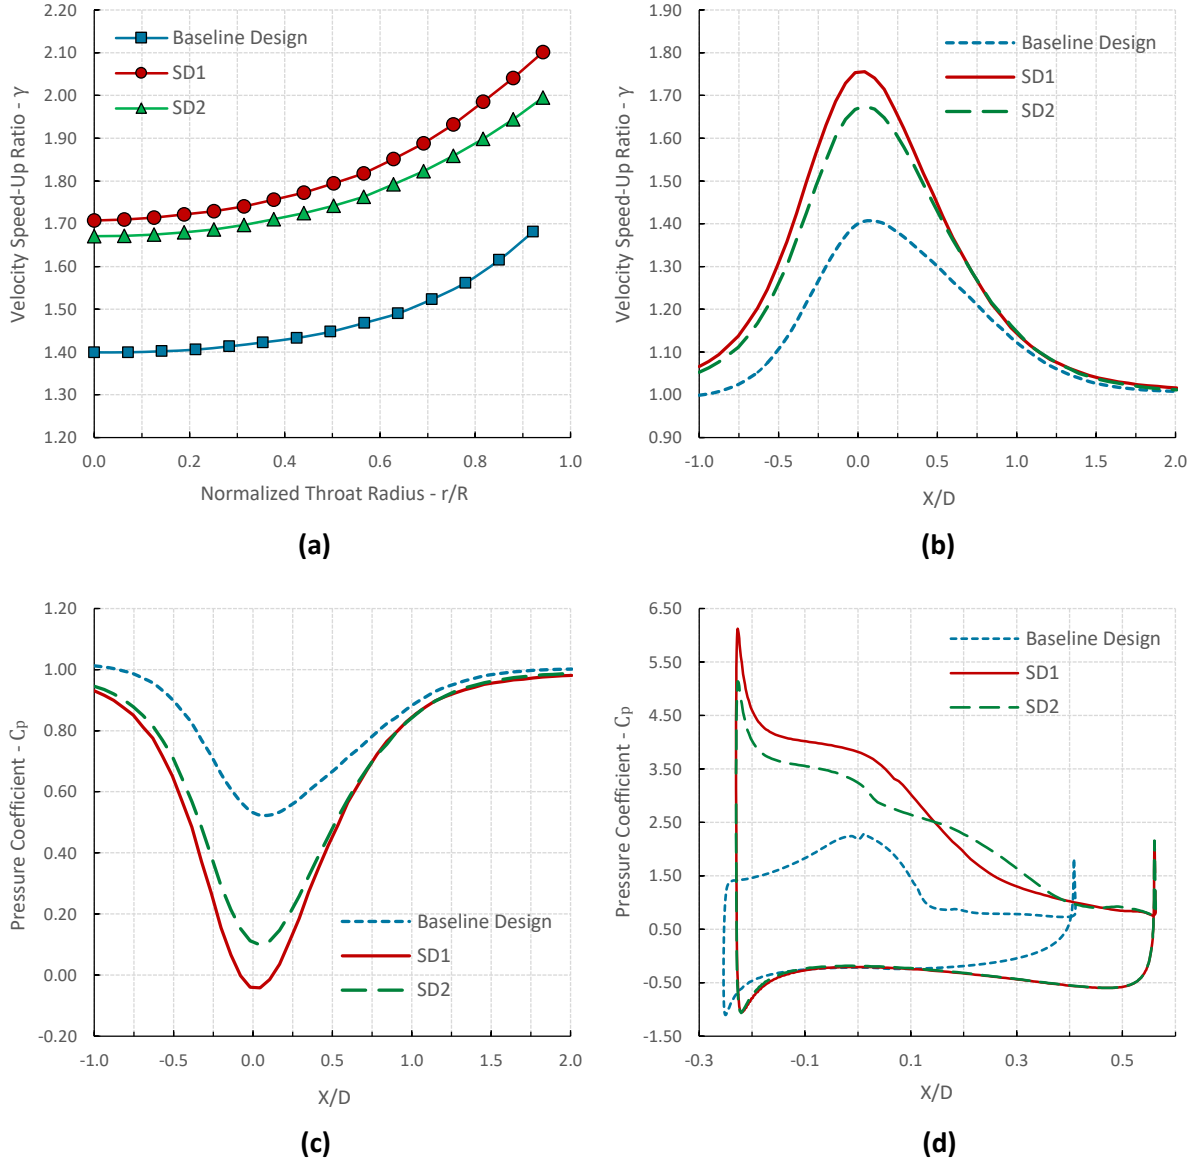 2.20
2.10
2.00
1.90
1.80
1.70
1.60
1.50
1.40
1.30
1.20
Velocity Speed-Up Ratio - γ
Baseline Design
SD1
SD2
0.0 0.2 0.4 0.6 0.8 1.0
Normalized Throat Radius - r/R
(a)
1.90
1.80
1.70
1.60
1.50
1.40
1.30
1.20
1.10
1.00
0.90
Velocity Speed-Up Ratio - γ
Baseline Design
SD1
SD2
-1.0 -0.5 0.0 0.5 1.0 1.5 2.0
X/D
(b)
1.20
1.00
0.80
0.60
0.40
0.20
0.00
-0.20
Pressure Coefficient - Cp
Baseline Design
SD1
SD2
-1.0 -0.5 0.0 0.5 1.0 1.5 2.0
X/D
(c)
6.50
5.50
4.50
3.50
2.50
1.50
0.50
-0.50
-1.50
Pressure Coefficient - Cp
Baseline Design
SD1
SD2
-0.3 -0.1 0.1 0.3 0.5
X/D
(d)